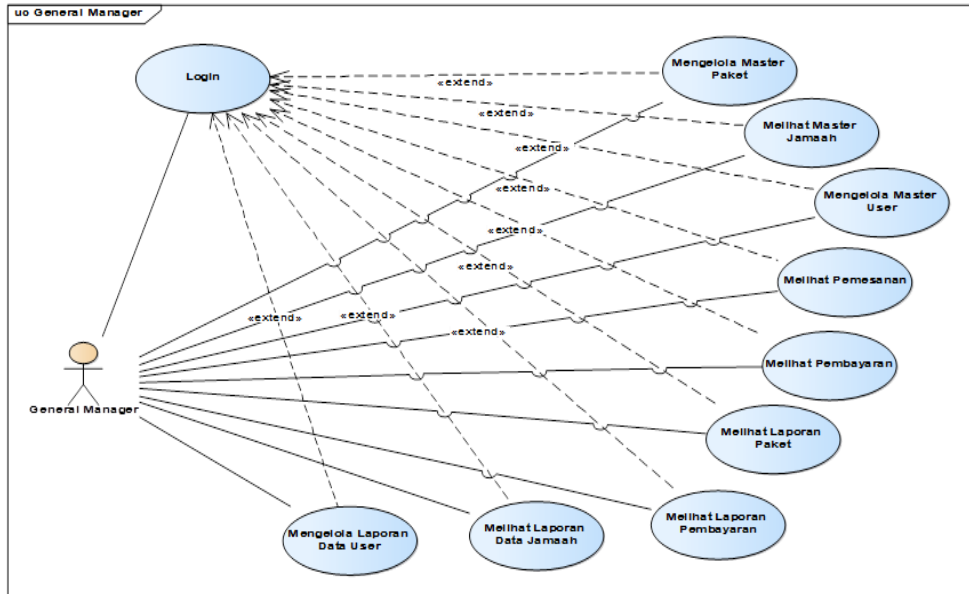 uc General Manager
Login
Mengelola Master
Paket
«extend»
Melihat Master
Jamaah
«extend»
«extend»
Mengelola Master
User
«extend»
«extend»
«extend»
Melihat Pemesanan
«extend»
«extend»
«extend»
Melihat Pembayaran
General Manager
Melihat Laporan
Paket
Mengelola Laporan
Data User
Melihat Laporan
Data Jamaah
Melihat Laporan
Pembayaran